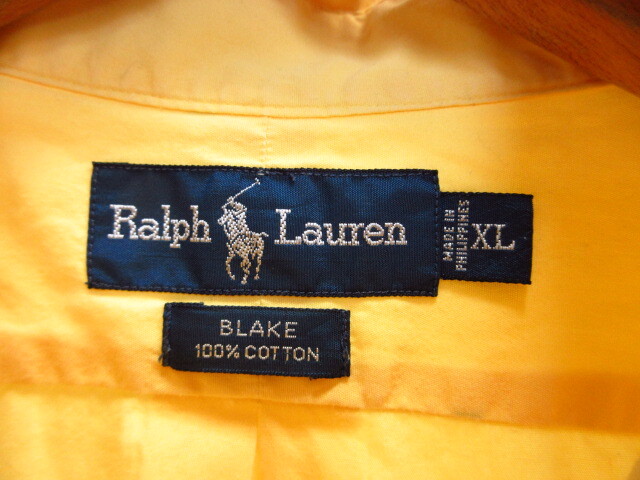 Ralph Lauren
MADE IN
PHILIPPINES
XL
BLAKE
100% COTTON